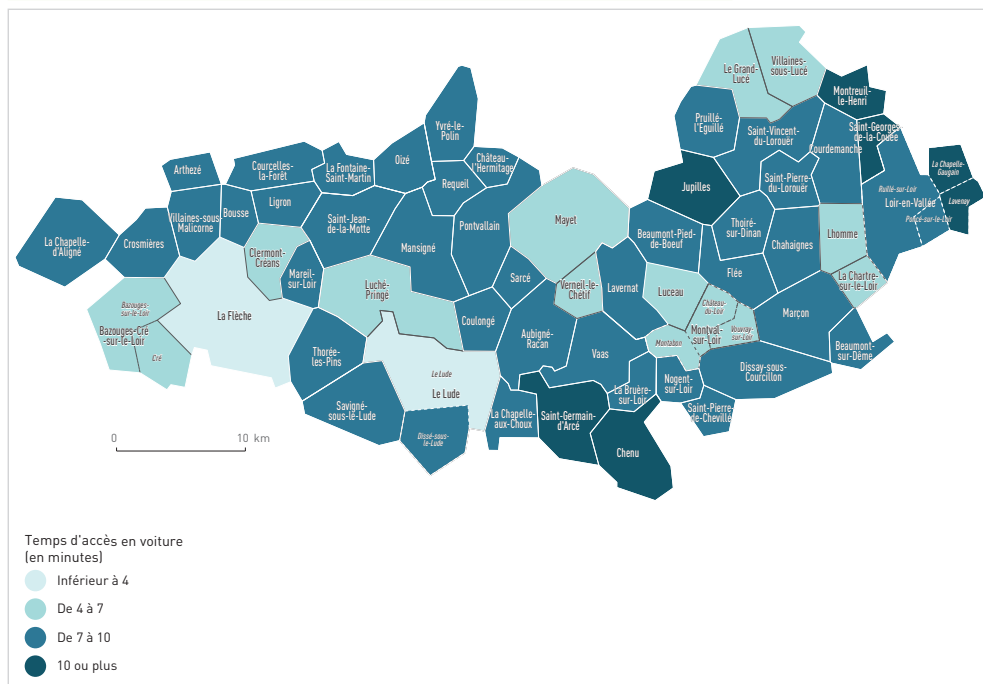 Le Grand-
Lucé
Villaines-
sous-Lucé
Montreuil-
le-Henri
Saint-Georges-
de-la-Couée
Yvré-le-
Polin
Pruillé-
l'Eguillé
Saint-Vincent-
du-Lorouër
Courdemanche
La Chapelle-
Gaugain
Arthezé
Courcelles-
la-Forêt
La Fontaine-
Saint-Martin
Oizé
Château-
l'Hermitage
Requeil
Jupilles
Saint-Pierre-
du-Lorouër
Ruillé-sur-Loir
Loir-en-Vallée
Lavenay
Poncé-sur-le-Loir
Villaines-sous-
Malicorne
Bousse
Ligron
Saint-Jean-
de-la-Motte
Pontvallain
Mayet
Beaumont-Pied-
de-Boeuf
Thoiré-
sur-Dinan
Chahaignes
Lhomme
La Chapelle-
d'Aligné
Crosmières
Clermont-
Créans
Mansigné
Mareil-
sur-Loir
Luché-
Pringé
Sarcé
Verneil-le-
Chétif
Lavernat
Luceau
Flée
La Chartre-
sur-le-Loir
Bazouges-
sur-le-Loir
Bazouges-Cré
-sur-le-Loir
Cré
La Flèche
Coulongé
Château-
du-Loir
Montval-
sur-Loir
Vouvray-
sur-Loir
Montabon
Marçon
Aubigné-
Racan
Vaas
Thorée-
les-Pins
Beaumont-
sur-Dême
Le Lude
Le Lude
La Bruère-
sur-Loir
Nogent-
sur-Loir
Dissay-sous-
Courcillon
Savigné-
sous-le-Lude
Dissé-sous-
le-Lude
La Chapelle-
aux-Choux
Saint-Germain-
d'Arcé
Saint-Pierre-
de-Chevillé
Chenu
0 10 km
Temps d'accès en voiture
(en minutes)
Inférieur à 4
De 4 à 7
De 7 à 10
10 ou plus